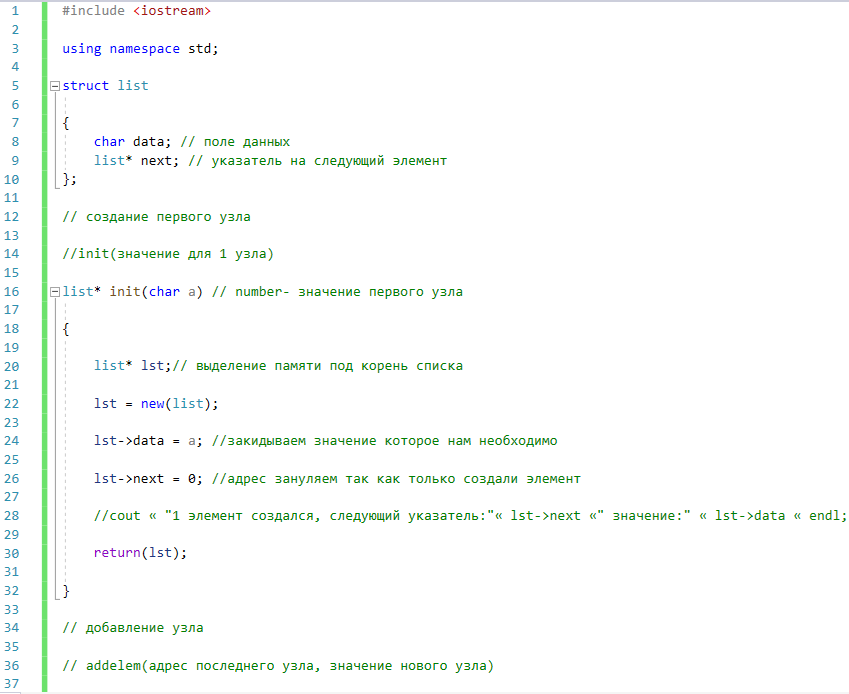 1 #include <iostream>
2
3 using namespace std;
4
5 struct list
6
7 {
8 char data; // поле данных
9 list* next; // указатель на следующий элемент
10 };
11
12 // создание первого узла
13
14 //init(значение для 1 узла)
15
16 list* init(char a) // number- значение первого узла
17
18 {
19
20 list* lst;// выделение памяти под корень списка
21
22 lst = new(list);
23
24 lst->data = a; //закидываем значение которое нам необходимо
25
26 lst->next = 0; //адрес зануляем так как только создали элемент
27
28 //cout « "1 элемент создался, следующий указатель:"« lst->next «" значение:" « lst->data « endl;
29
30 return(lst);
31
32 }
33
34 // добавление узла
35
36 // addelem(адрес последнего узла, значение нового узла)
37